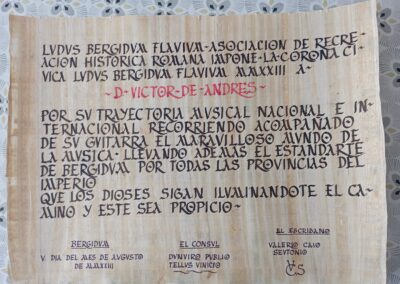 LVDVS BERGIDVM FLAVIVM-ASOCIACION DE RECRE-
ACION HISTORICA ROMANA IMPONE-LA-CORONA CI-
VICA LVDVS BERGIDVM FLAVIVM MMXXIII A-
~D-VICTOR-DE-ANDRES-
POR SV TRAYECTORIA MVSICAL NACIONAL E IN-
TERNACIONAL RECORRIENDO ACOMPAÑADO
DE SV GVITARRA EL MARAVILLOSO MVNDO DE
LA MVSICA-LLEVANDO ADEMAS EL ESTANDARTE
DE BERGIDVM POR TODAS LAS PROVINCIAS DEL
IMPERIO
QVE LOS DIOSES SIGAN ILVMINANDOTE EL CA-
MINO Y ESTE SEA PROPICIO~
BERGIDVM
V DIA DEL MES DE AVGVSTO
DE MMXXIII
EL CONSVL
DVNVIRO PVBLIO
TELLVS VINICIO
EL ESCRIBANO
VALERIO CAIO
SEVTONIO